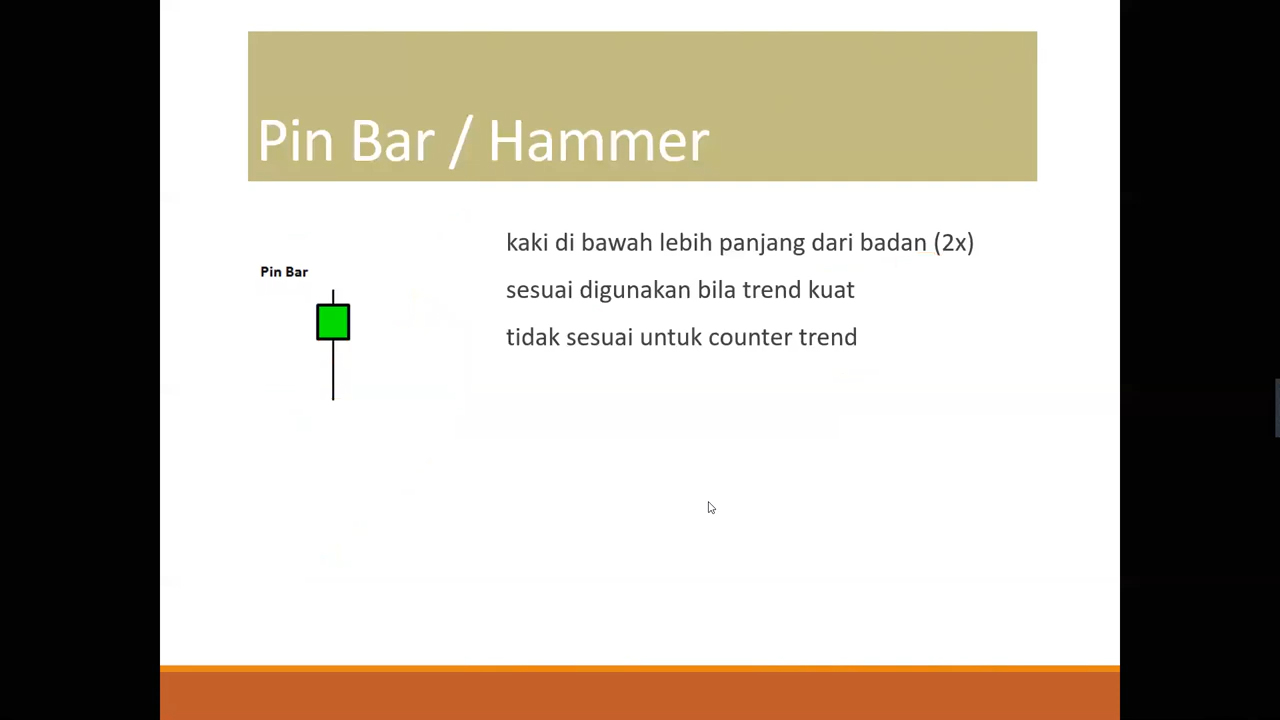 Pin Bar / Hammer
kaki di bawah lebih panjang dari badan (2x)
Pin Bar
sesuai digunakan bila trend kuat
tidak sesuai untuk counter trend